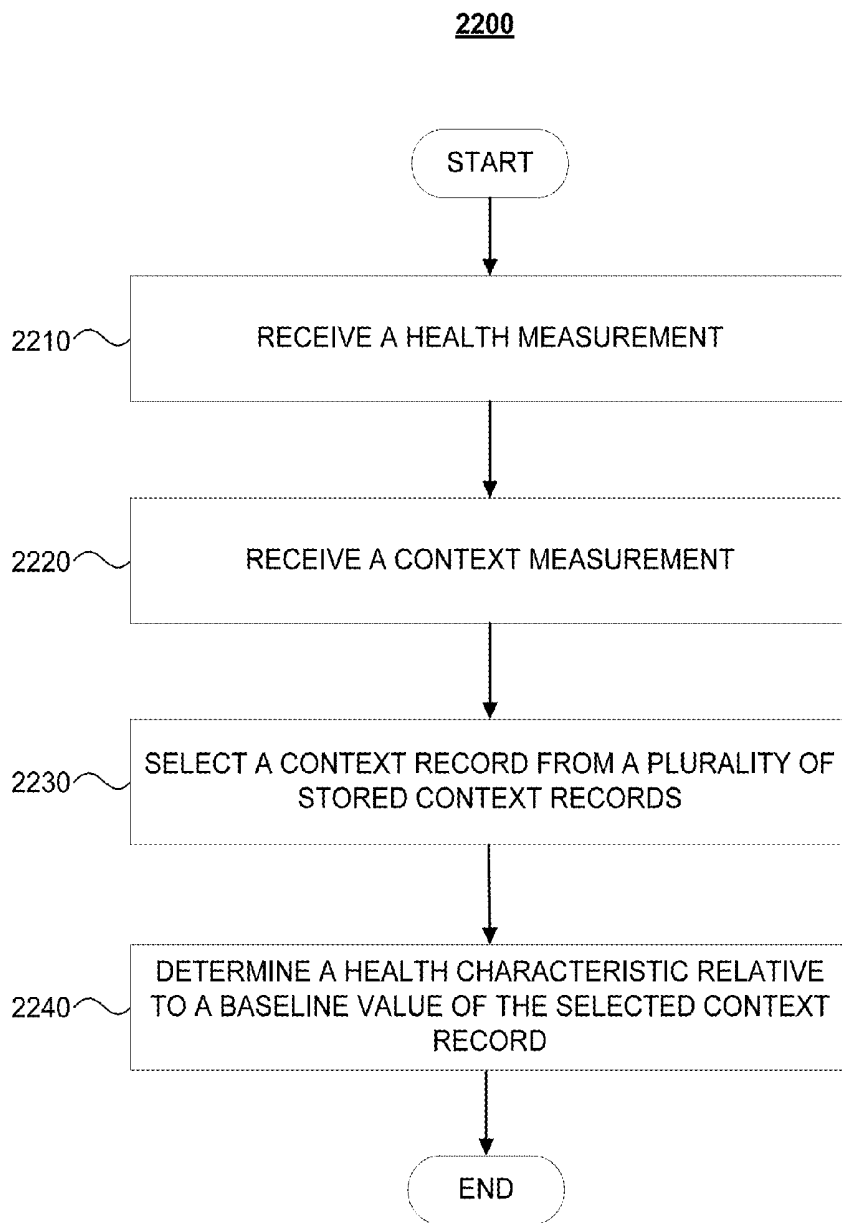 2200
START
2210
RECEIVE A HEALTH MEASUREMENT
2220
RECEIVE A CONTEXT MEASUREMENT
2230
SELECT A CONTEXT RECORD FROM A PLURALITY OF
STORED CONTEXT RECORDS
2240
DETERMINE A HEALTH CHARACTERISTIC RELATIVE
TO A BASELINE VALUE OF THE SELECTED CONTEXT
RECORD
END